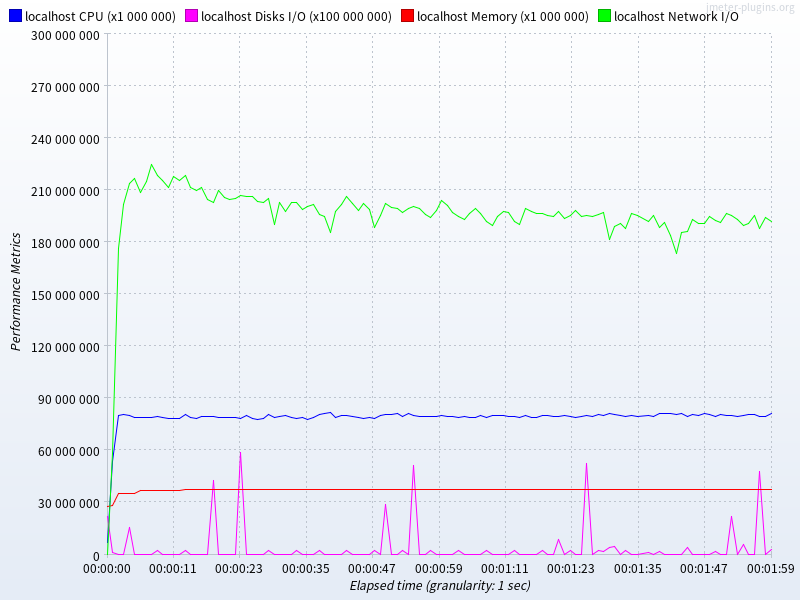 jmeter-plugins.org
localhost CPU (x1 000 000) localhost Disks I/O (x100 000 000) localhost Memory (x1 000 000) localhost Network I/O
300 000 000
270 000 000
240 000 000
210 000 000
180 000 000
150 000 000
120 000 000
90 000 000
60 000 000
30 000 000
0
Performance Metrics
00:00:00 00:00:11 00:00:23 00:00:35 00:00:47 00:00:59 00:01:11 00:01:23 00:01:35 00:01:47 00:01:59
Elapsed time (granularity: 1 sec)